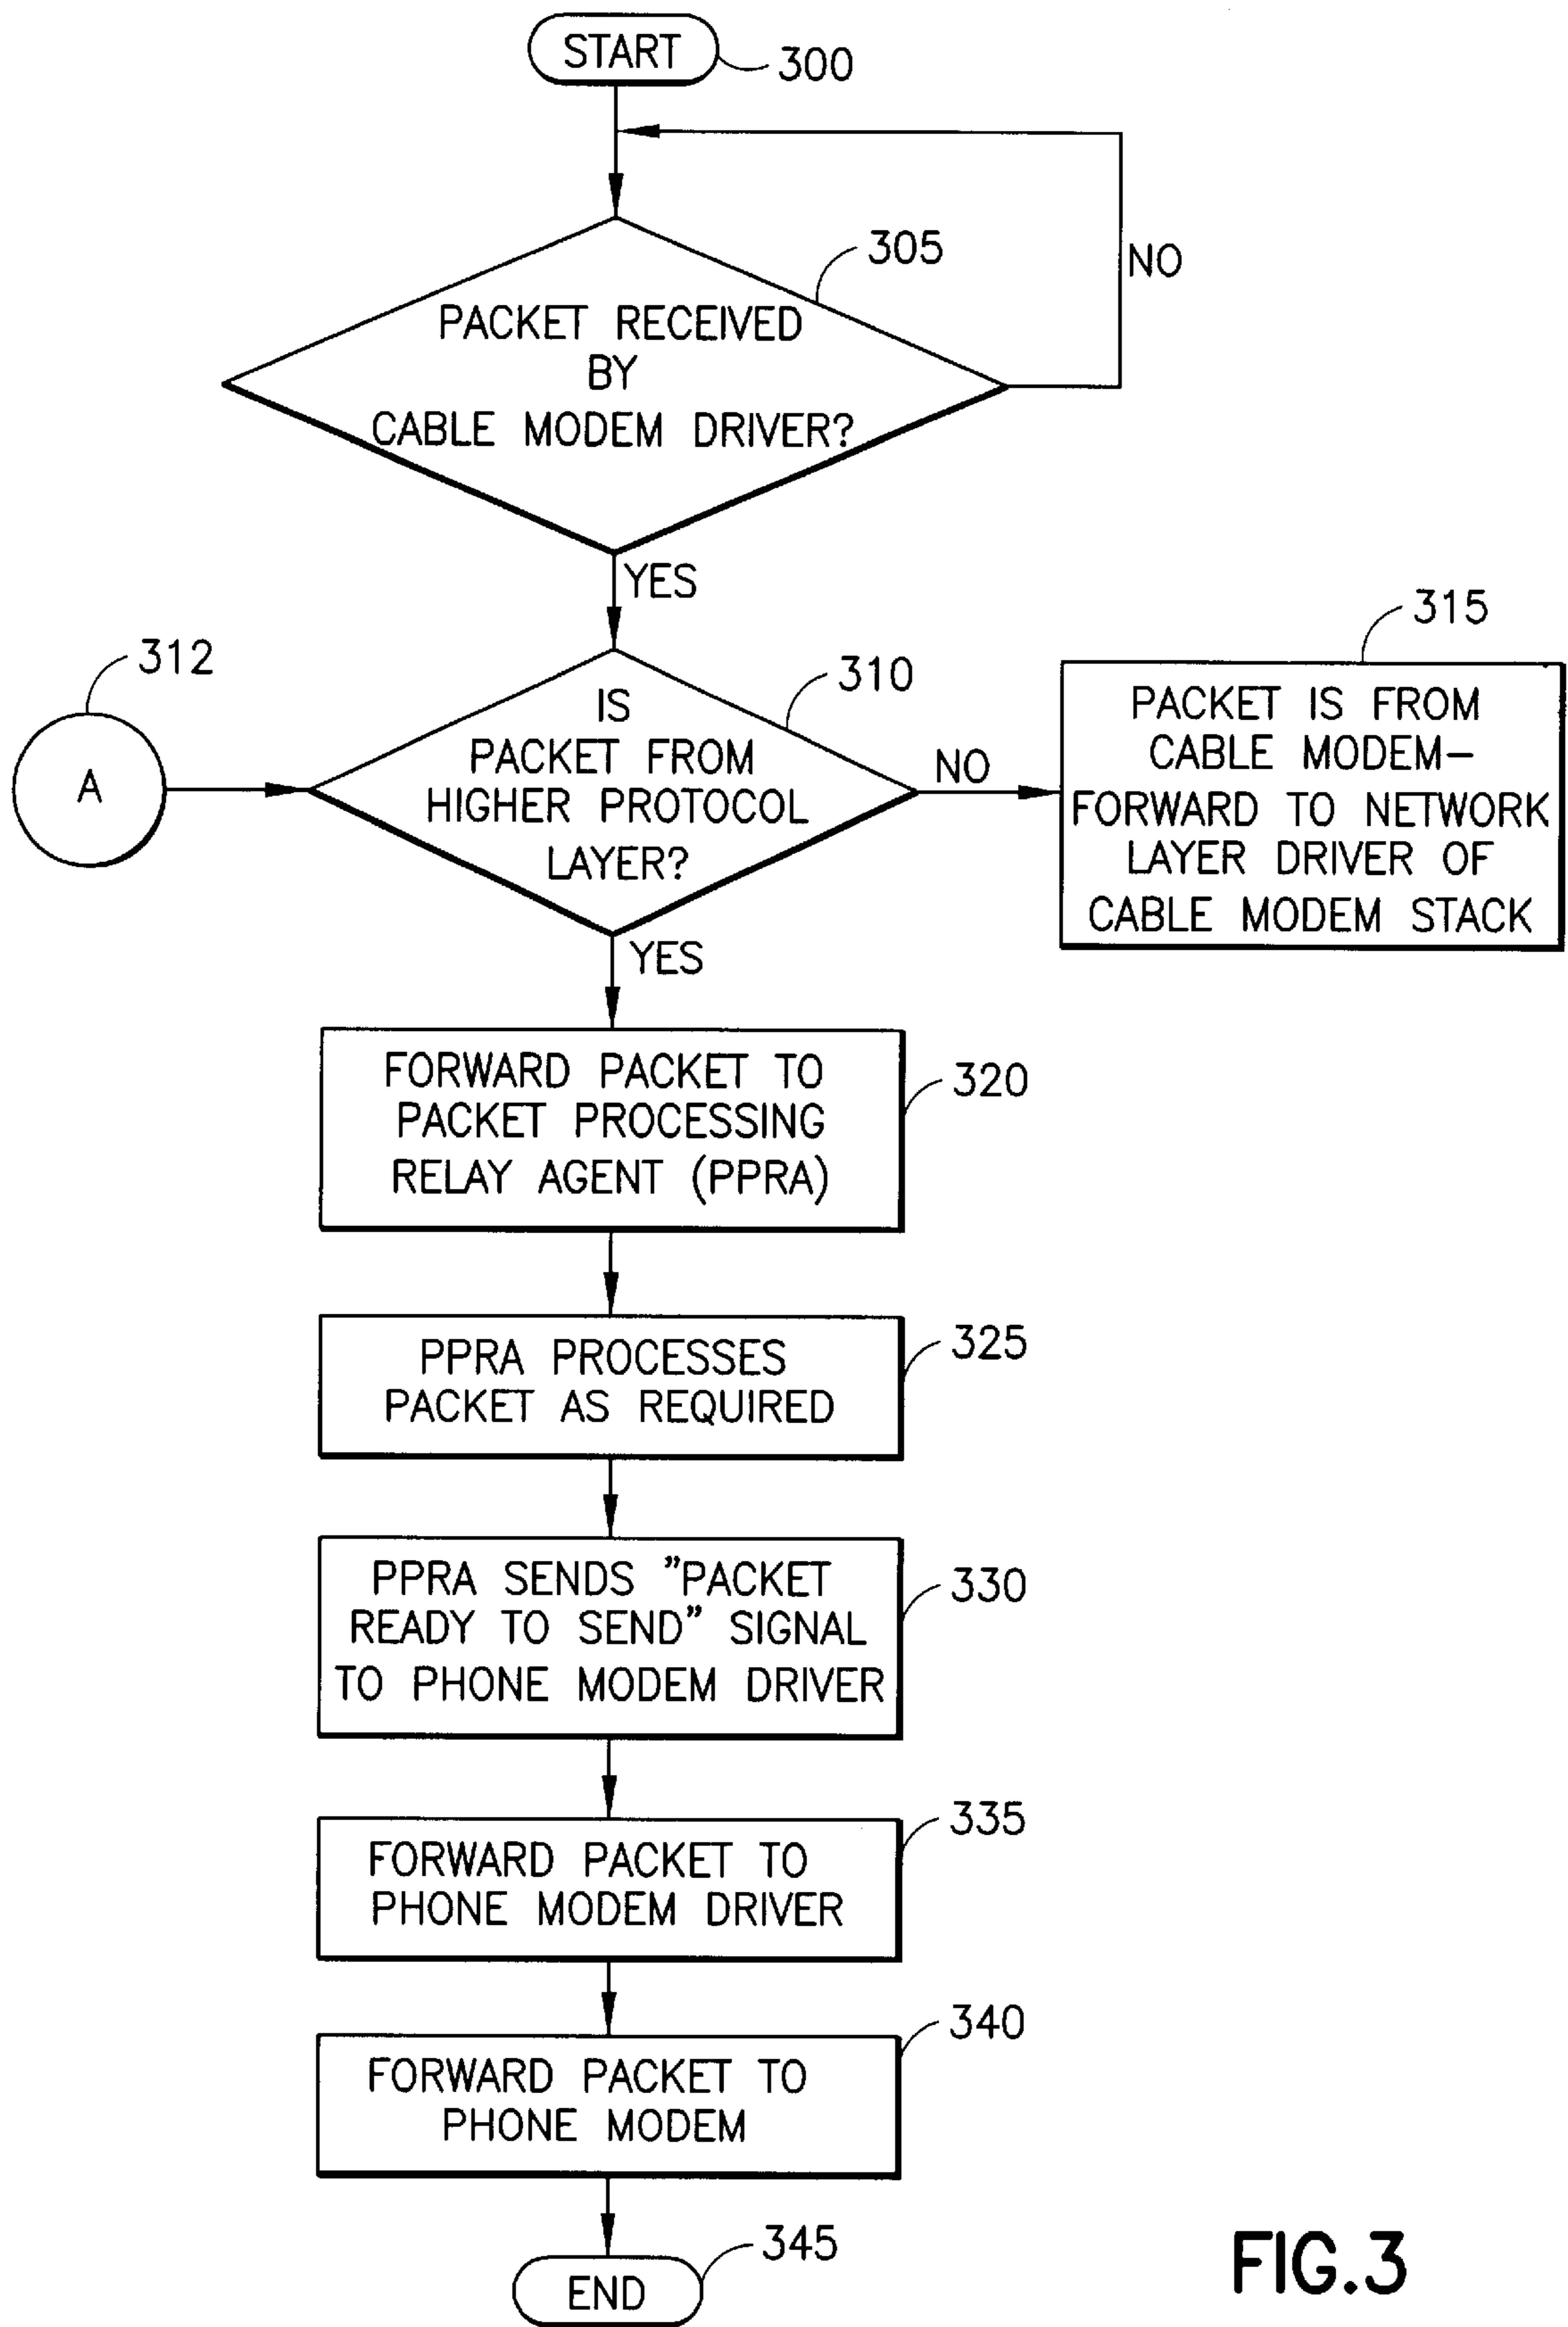 START
300
305
PACKET RECEIVED
BY
CABLE MODEM DRIVER?
NO
YES
312
A
310
IS
PACKET FROM
HIGHER PROTOCOL
LAYER?
NO
315
PACKET IS FROM
CABLE MODEM-
FORWARD TO NETWORK
LAYER DRIVER OF
CABLE MODEM STACK
YES
FORWARD PACKET TO
PACKET PROCESSING
RELAY AGENT (PPRA)
320
PPRA PROCESSES
PACKET AS REQUIRED
325
PPRA SENDS "PACKET
READY TO SEND" SIGNAL
TO PHONE MODEM DRIVER
330
FORWARD PACKET TO
PHONE MODEM DRIVER
335
FORWARD PACKET TO
PHONE MODEM
340
END
345
FIG.3